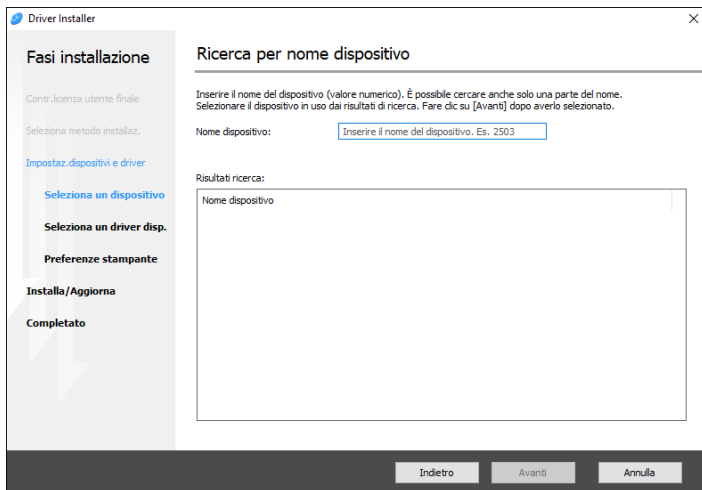 Driver Installer
Fasi installazione
Contr.licenza utente finale
Seleziona metodo installaz.
Impostaz.dispositivi e driver
Seleziona un dispositivo
Seleziona un driver disp.
Preferenze stampante
Installa/Aggiorna
Completato
Ricerca per nome dispositivo
Inserire il nome del dispositivo (valore numerico). È possibile cercare anche solo una parte del nome.
Selezionare il dispositivo in uso dai risultati di ricerca. Fare clic su [Avanti] dopo averlo selezionato.
Nome dispositivo:
Inserire il nome del dispositivo. Es. 2503
Risultati ricerca:
Nome dispositivo
Indietro
Avanti
Annulla